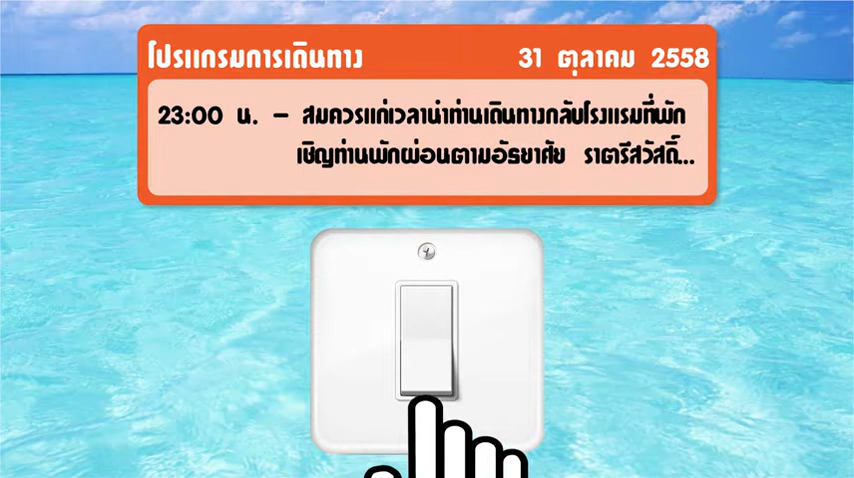 โปรแกรมการเดินทาง 31 ตุลาคม 2558
23:00 น. – สมควรแก่เวลานำท่านเดินทางกลับโรงแรมที่พัก
เชิญท่านพักผ่อนตามอัธยาศัย ราตรีสวัสดิ์...